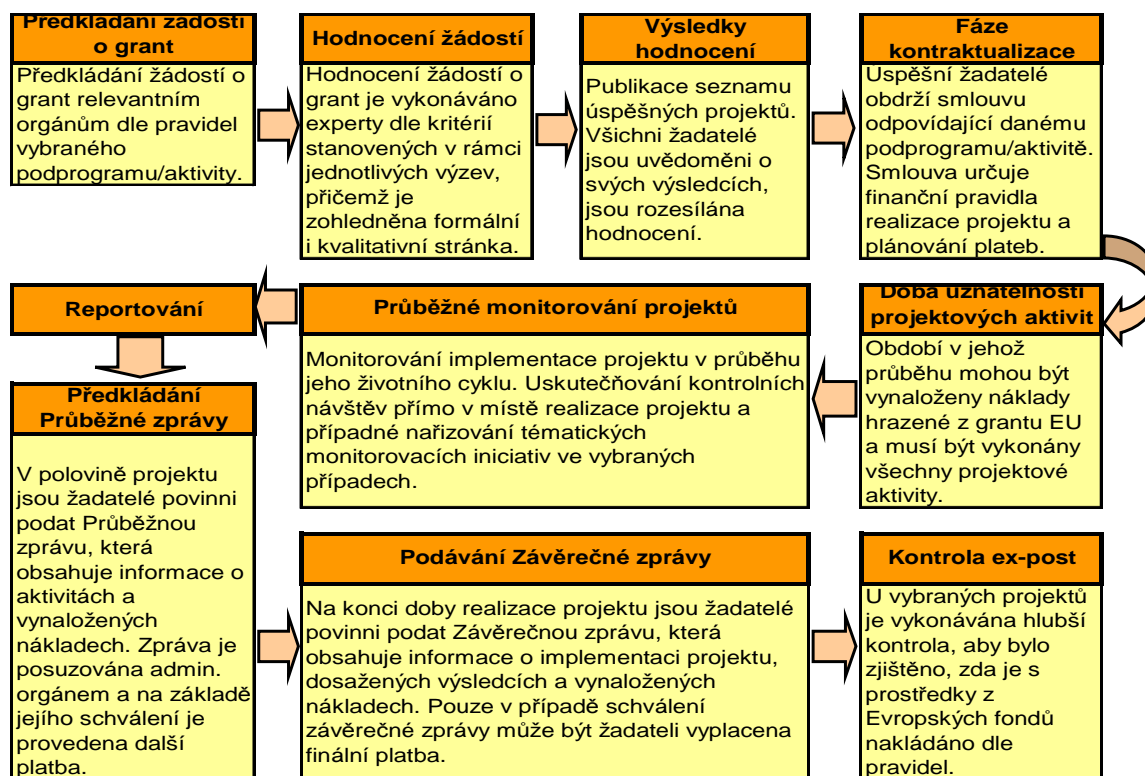 Předkládání žádostí
o grant
Předkládání žádostí o
grant relevantním
orgánům dle pravidel
vybraného
podprogramu/aktivity.
Hodnocení žádostí
Hodnocení žádostí o
grant je vykonáváno
experty dle kritérií
stanovených v rámci
jednotlivých výzev,
přičemž je
zohledněna formální
i kvalitativní stránka.
Výsledky
hodnocení
Publikace seznamu
úspěšných projektů.
Všichni žadatelé
jsou uvědoměni o
svých výsledcích,
jsou rozesílána
hodnocení.
Fáze
kontraktualizace
Úspěšní žadatelé
obdrží smlouvu
odpovídající danému
podprogramu/aktivitě.
Smlouva určuje
finanční pravidla
realizace projektu a
plánování plateb.
Doba uznatelnosti
projektových aktivit
Období v jehož
průběhu mohou být
vynaloženy náklady
hrazené z grantu EU
a musí být vykonány
všechny projektové
aktivity.
Průběžné monitorování projektů
Monitorování implementace projektu v průběhu
jeho životního cyklu. Uskutečňování kontrolních
návštěv přímo v místě realizace projektu a
případné nařizování tématických
monitorovacích iniciativ ve vybraných
případech.
Reportování
Předkládání
Průběžné zprávy
V polovině projektu
jsou žadatelé povinni
podat Průběžnou
zprávu, která
obsahuje informace o
aktivitách a
vynaložených
nákladech. Zpráva je
posuzována admin.
orgánem a na základě
jejího schválení je
provedena další
platba.
Podávání Závěrečné zprávy
Na konci doby realizace projektu jsou žadatelé
povinni podat Závěrečnou zprávu, která
obsahuje informace o implementaci projektu,
dosažených výsledcích a vynaložených
nákladech. Pouze v případě schválení
závěrečné zprávy může být žadateli vyplacena
finální platba.
Kontrola ex-post
U vybraných projektů
je vykonávána hlubší
kontrola, aby bylo
zjištěno, zda je s
prostředky z
Evropských fondů
nakládáno dle
pravidel.